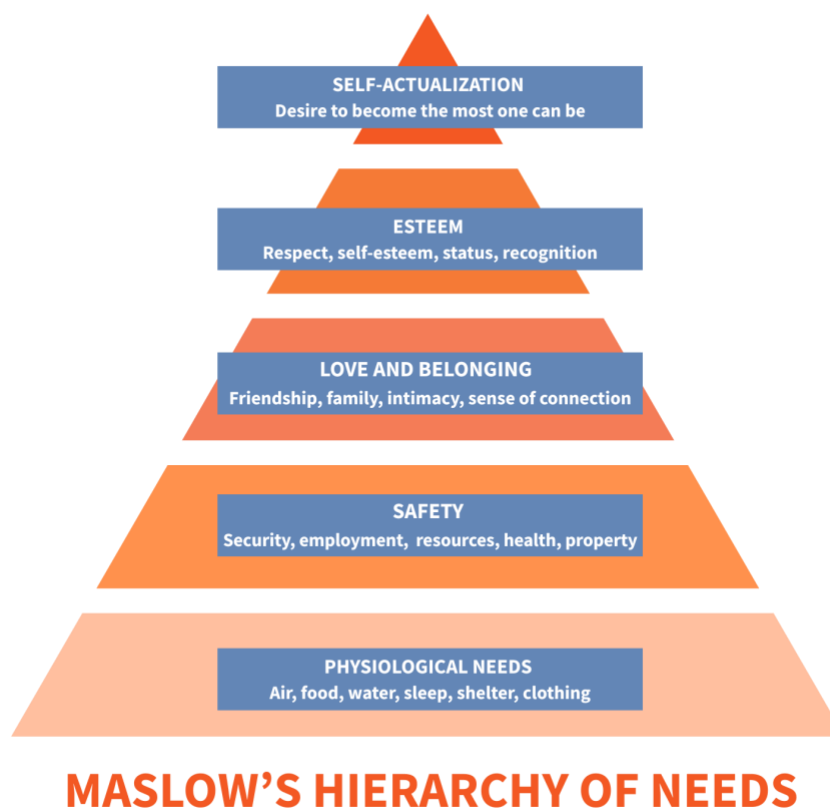 SELF-ACTUALIZATION
Desire to become the most one can be
ESTEEM
Respect, self-esteem, status, recognition
LOVE AND BELONGING
Friendship, family, intimacy, sense of connection
SAFETY
Security, employment, resources, health, property
PHYSIOLOGICAL NEEDS
Air, food, water, sleep, shelter, clothing
MASLOW’S HIERARCHY OF NEEDS